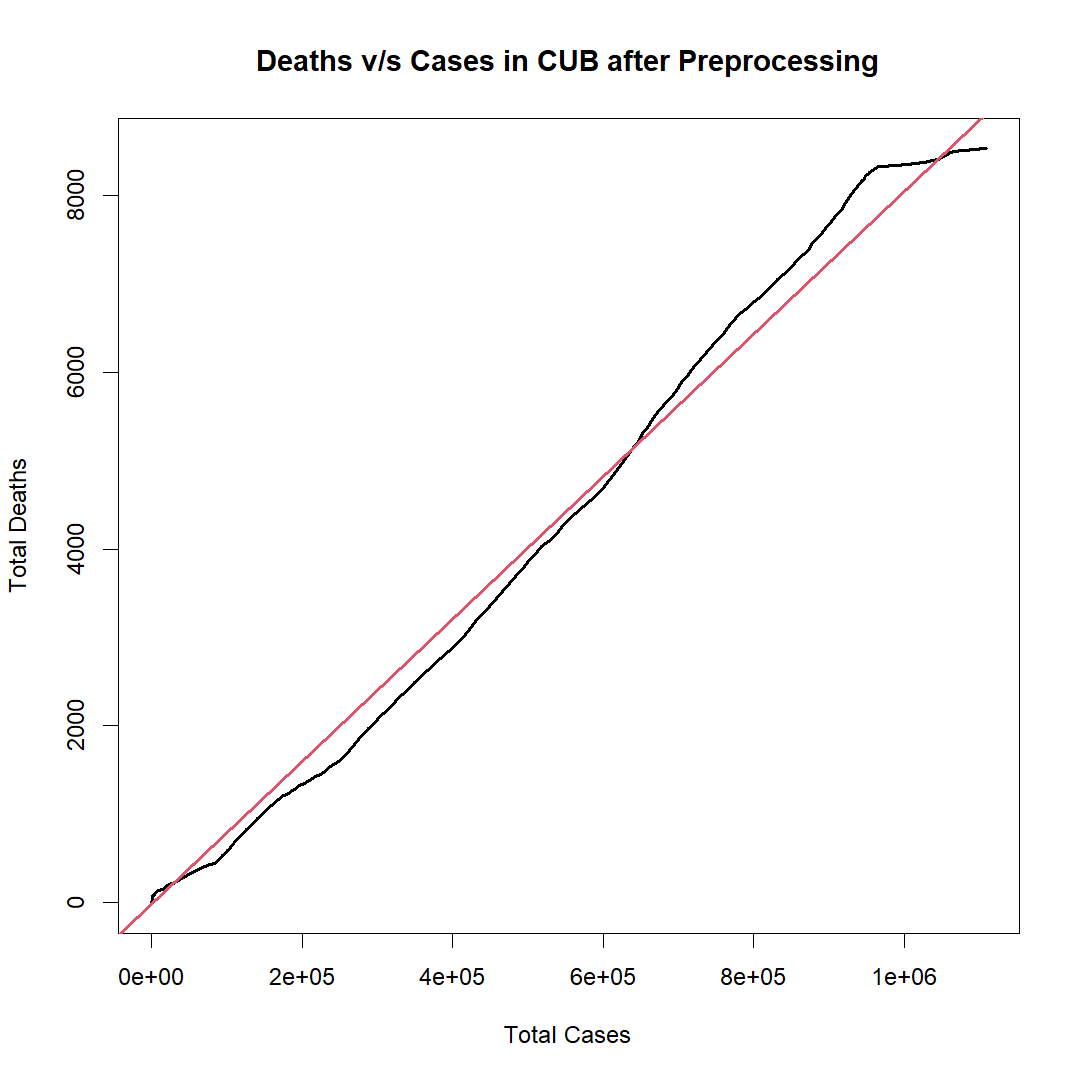 Deaths v/s Cases in CUB after Preprocessing
Total Deaths
8000
6000
4000
2000
0
0e+00 2e+05 4e+05 6e+05 8e+05 1e+06
Total Cases